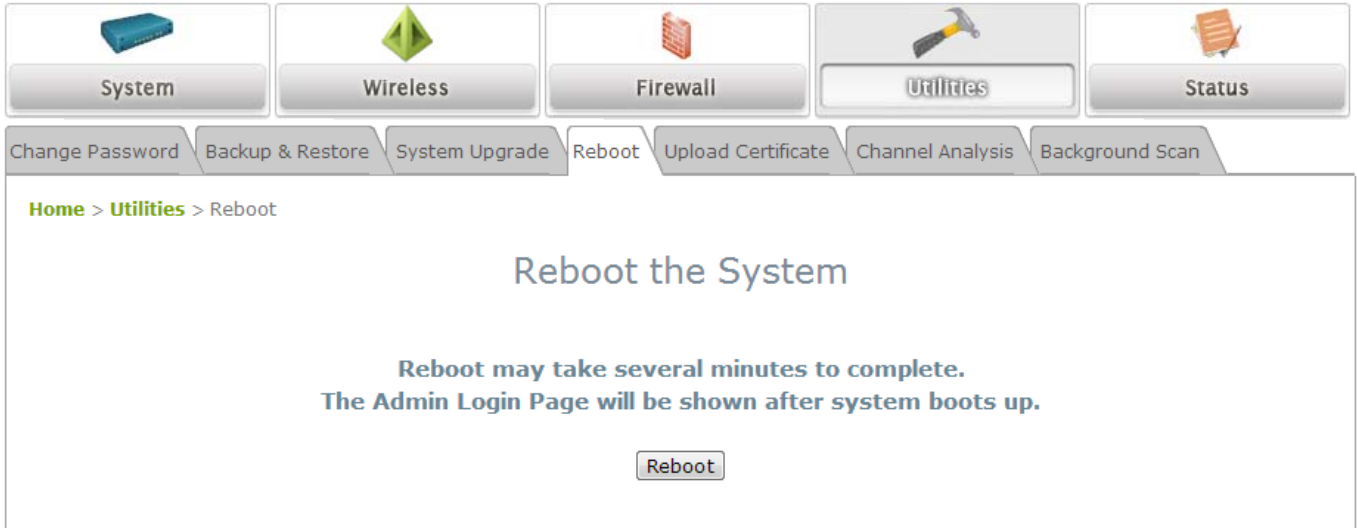 System Wireless Firewall Utilities Status
Change Password Backup & Restore System Upgrade Reboot Upload Certificate Channel Analysis Background Scan
Home > Utilities > Reboot
Reboot the System
Reboot may take several minutes to complete.
The Admin Login Page will be shown after system boots up.
Reboot